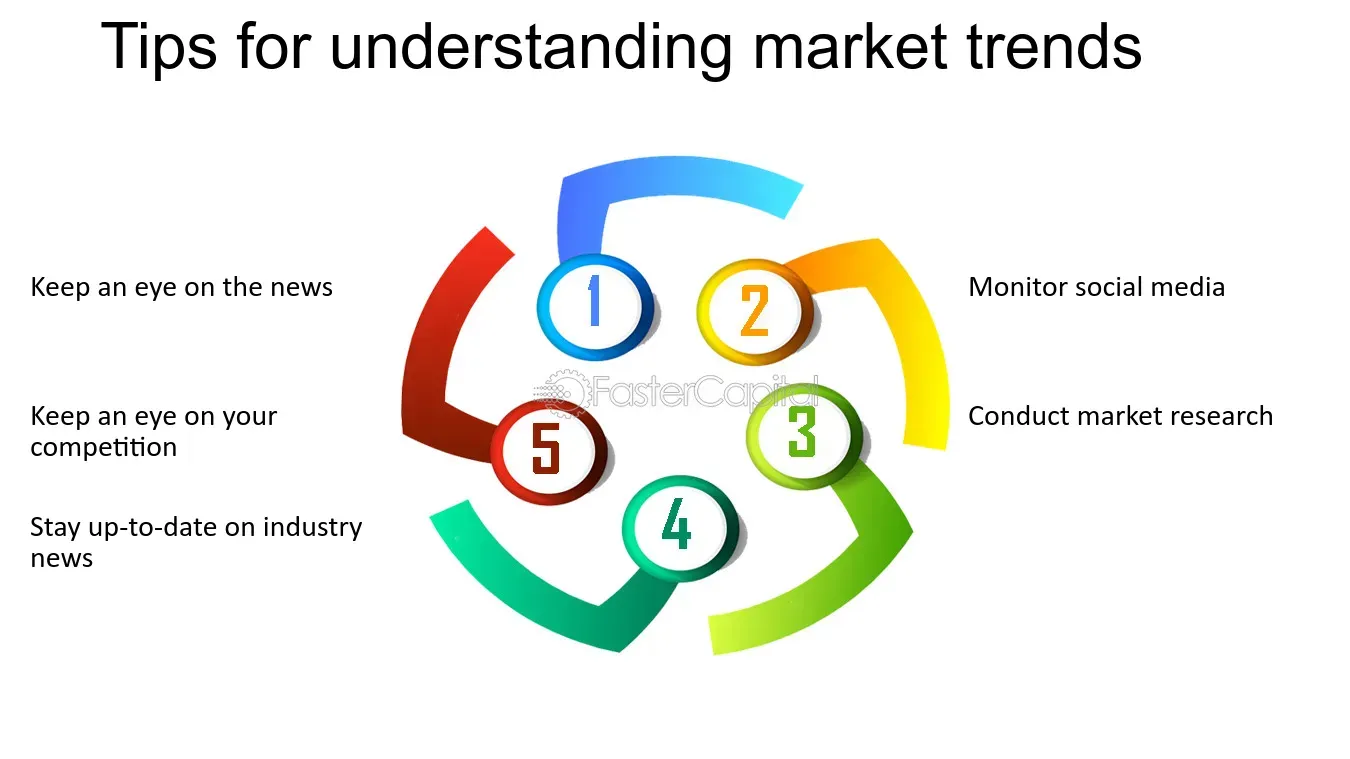 Tips for understanding market trends
Keep an eye on the news
1
2
Monitor social media
FasterCapital
Keep an eye on your
competition
5
3
Conduct market research
4
Stay up-to-date on industry
news